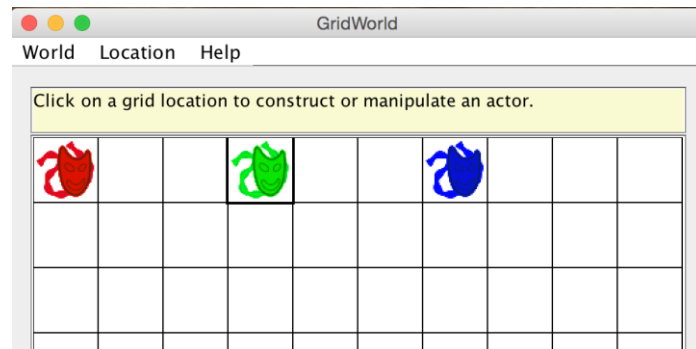 GridWorld
World Location Help
Click on a grid location to construct or manipulate an actor.